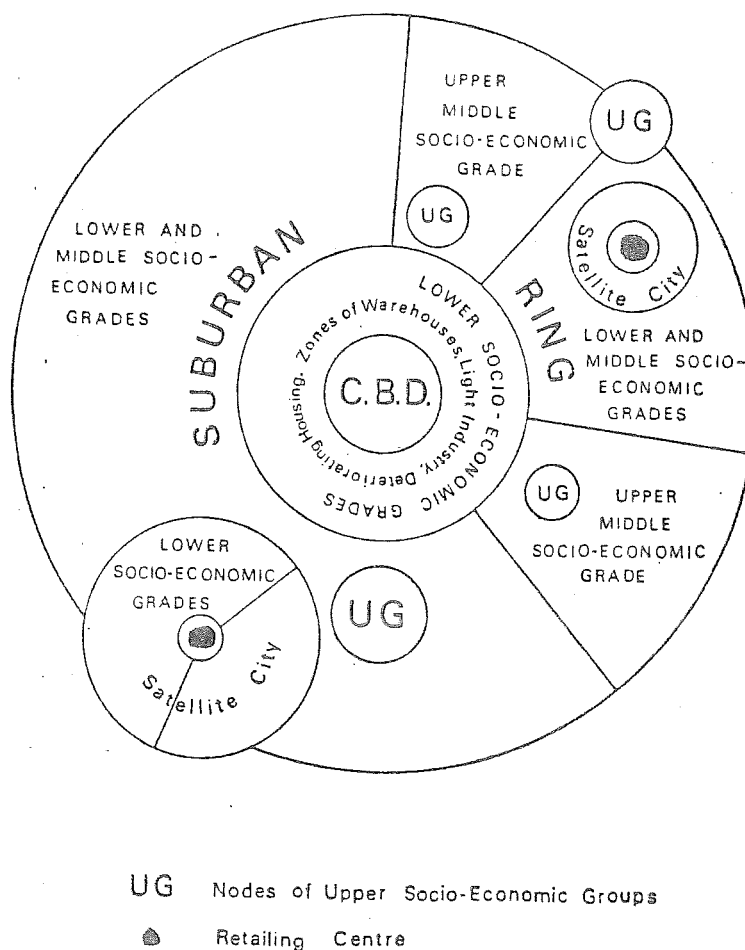 UPPER
MIDDLE
SOCIO-ECONOMIC
GRADE
UG
UG
LOWER AND
MIDDLE SOCIO-
ECONOMIC
GRADES
SUBURBAN
RING
Satellite City
LOWER SOCIO-ECONOMIC GRADES
Zones of Warehouses, Light Industry, Deteriorating Housing.
C.B.D.
LOWER AND
MIDDLE SOCIO-
ECONOMIC
GRADES
UG
UPPER
MIDDLE
SOCIO-ECONOMIC
GRADE
LOWER
SOCIO-ECONOMIC
GRADES
Satellite City
UG
UG Nodes of Upper Socio-Economic Groups
Retailing Centre